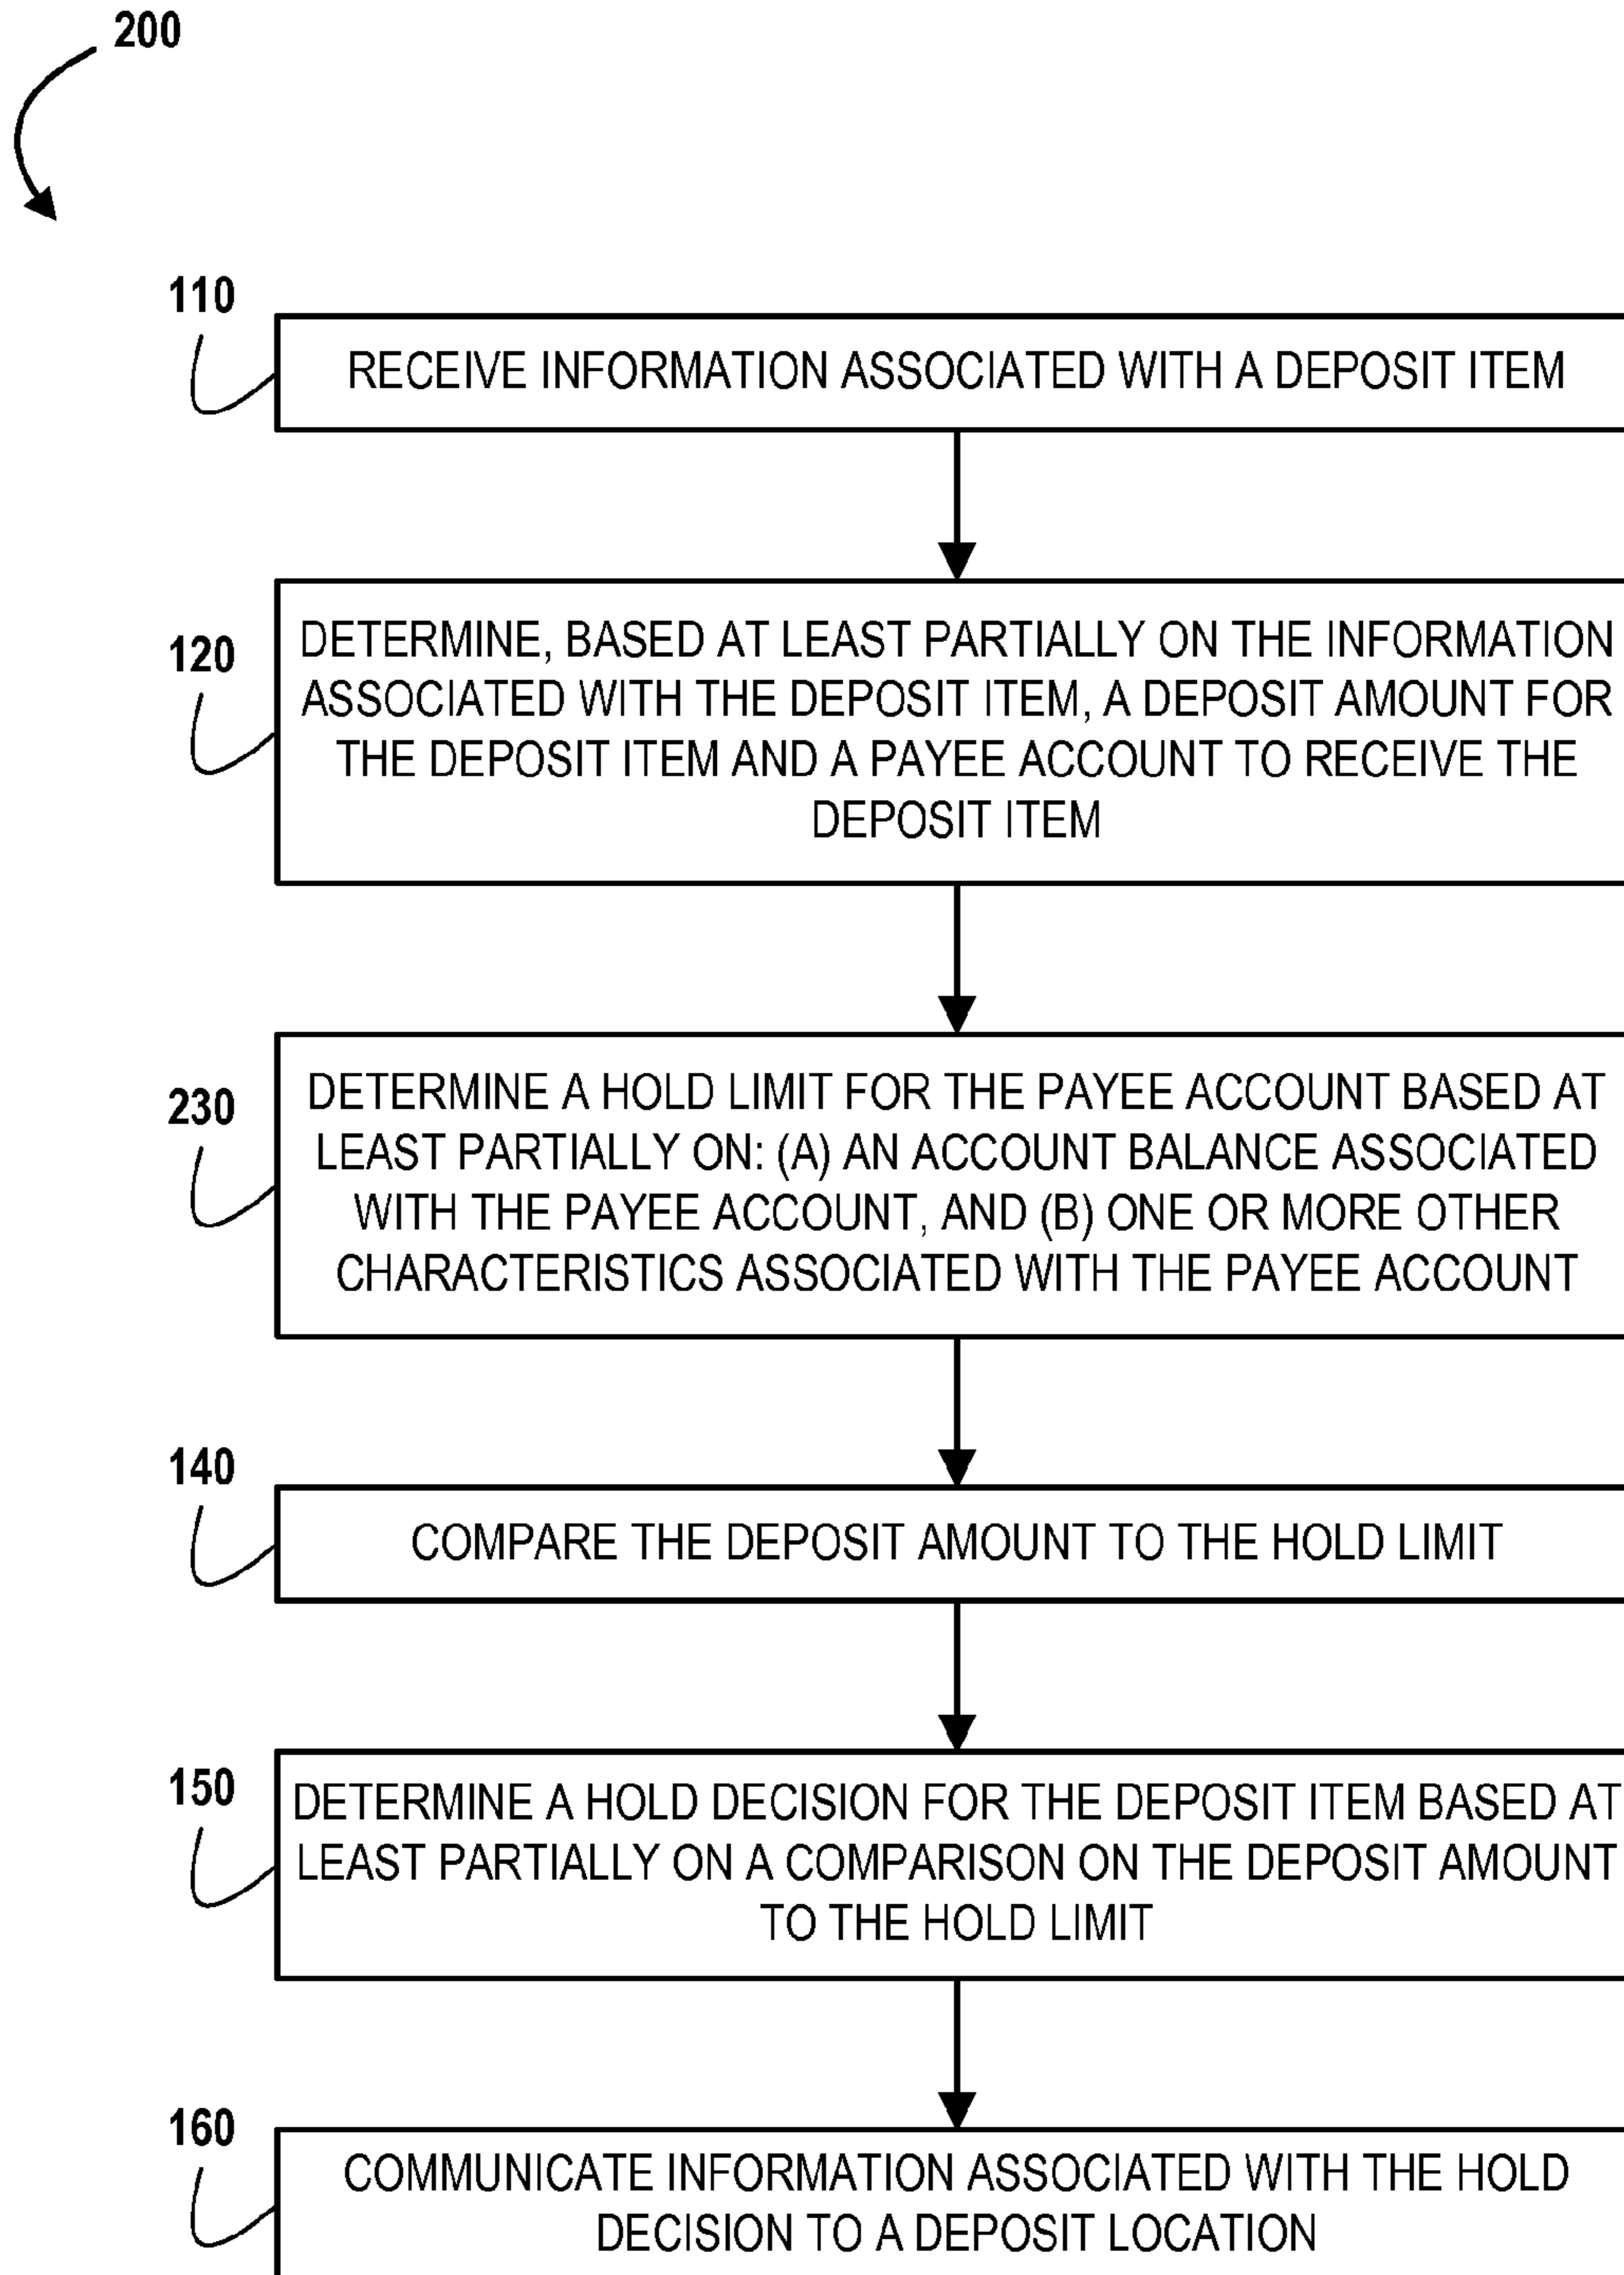 200
110
RECEIVE INFORMATION ASSOCIATED WITH A DEPOSIT ITEM
120
DETERMINE, BASED AT LEAST PARTIALLY ON THE INFORMATION
ASSOCIATED WITH THE DEPOSIT ITEM, A DEPOSIT AMOUNT FOR
THE DEPOSIT ITEM AND A PAYEE ACCOUNT TO RECEIVE THE
DEPOSIT ITEM
230
DETERMINE A HOLD LIMIT FOR THE PAYEE ACCOUNT BASED AT
LEAST PARTIALLY ON: (A) AN ACCOUNT BALANCE ASSOCIATED
WITH THE PAYEE ACCOUNT, AND (B) ONE OR MORE OTHER
CHARACTERISTICS ASSOCIATED WITH THE PAYEE ACCOUNT
140
COMPARE THE DEPOSIT AMOUNT TO THE HOLD LIMIT
150
DETERMINE A HOLD DECISION FOR THE DEPOSIT ITEM BASED AT
LEAST PARTIALLY ON A COMPARISON ON THE DEPOSIT AMOUNT
TO THE HOLD LIMIT
160
COMMUNICATE INFORMATION ASSOCIATED WITH THE HOLD
DECISION TO A DEPOSIT LOCATION